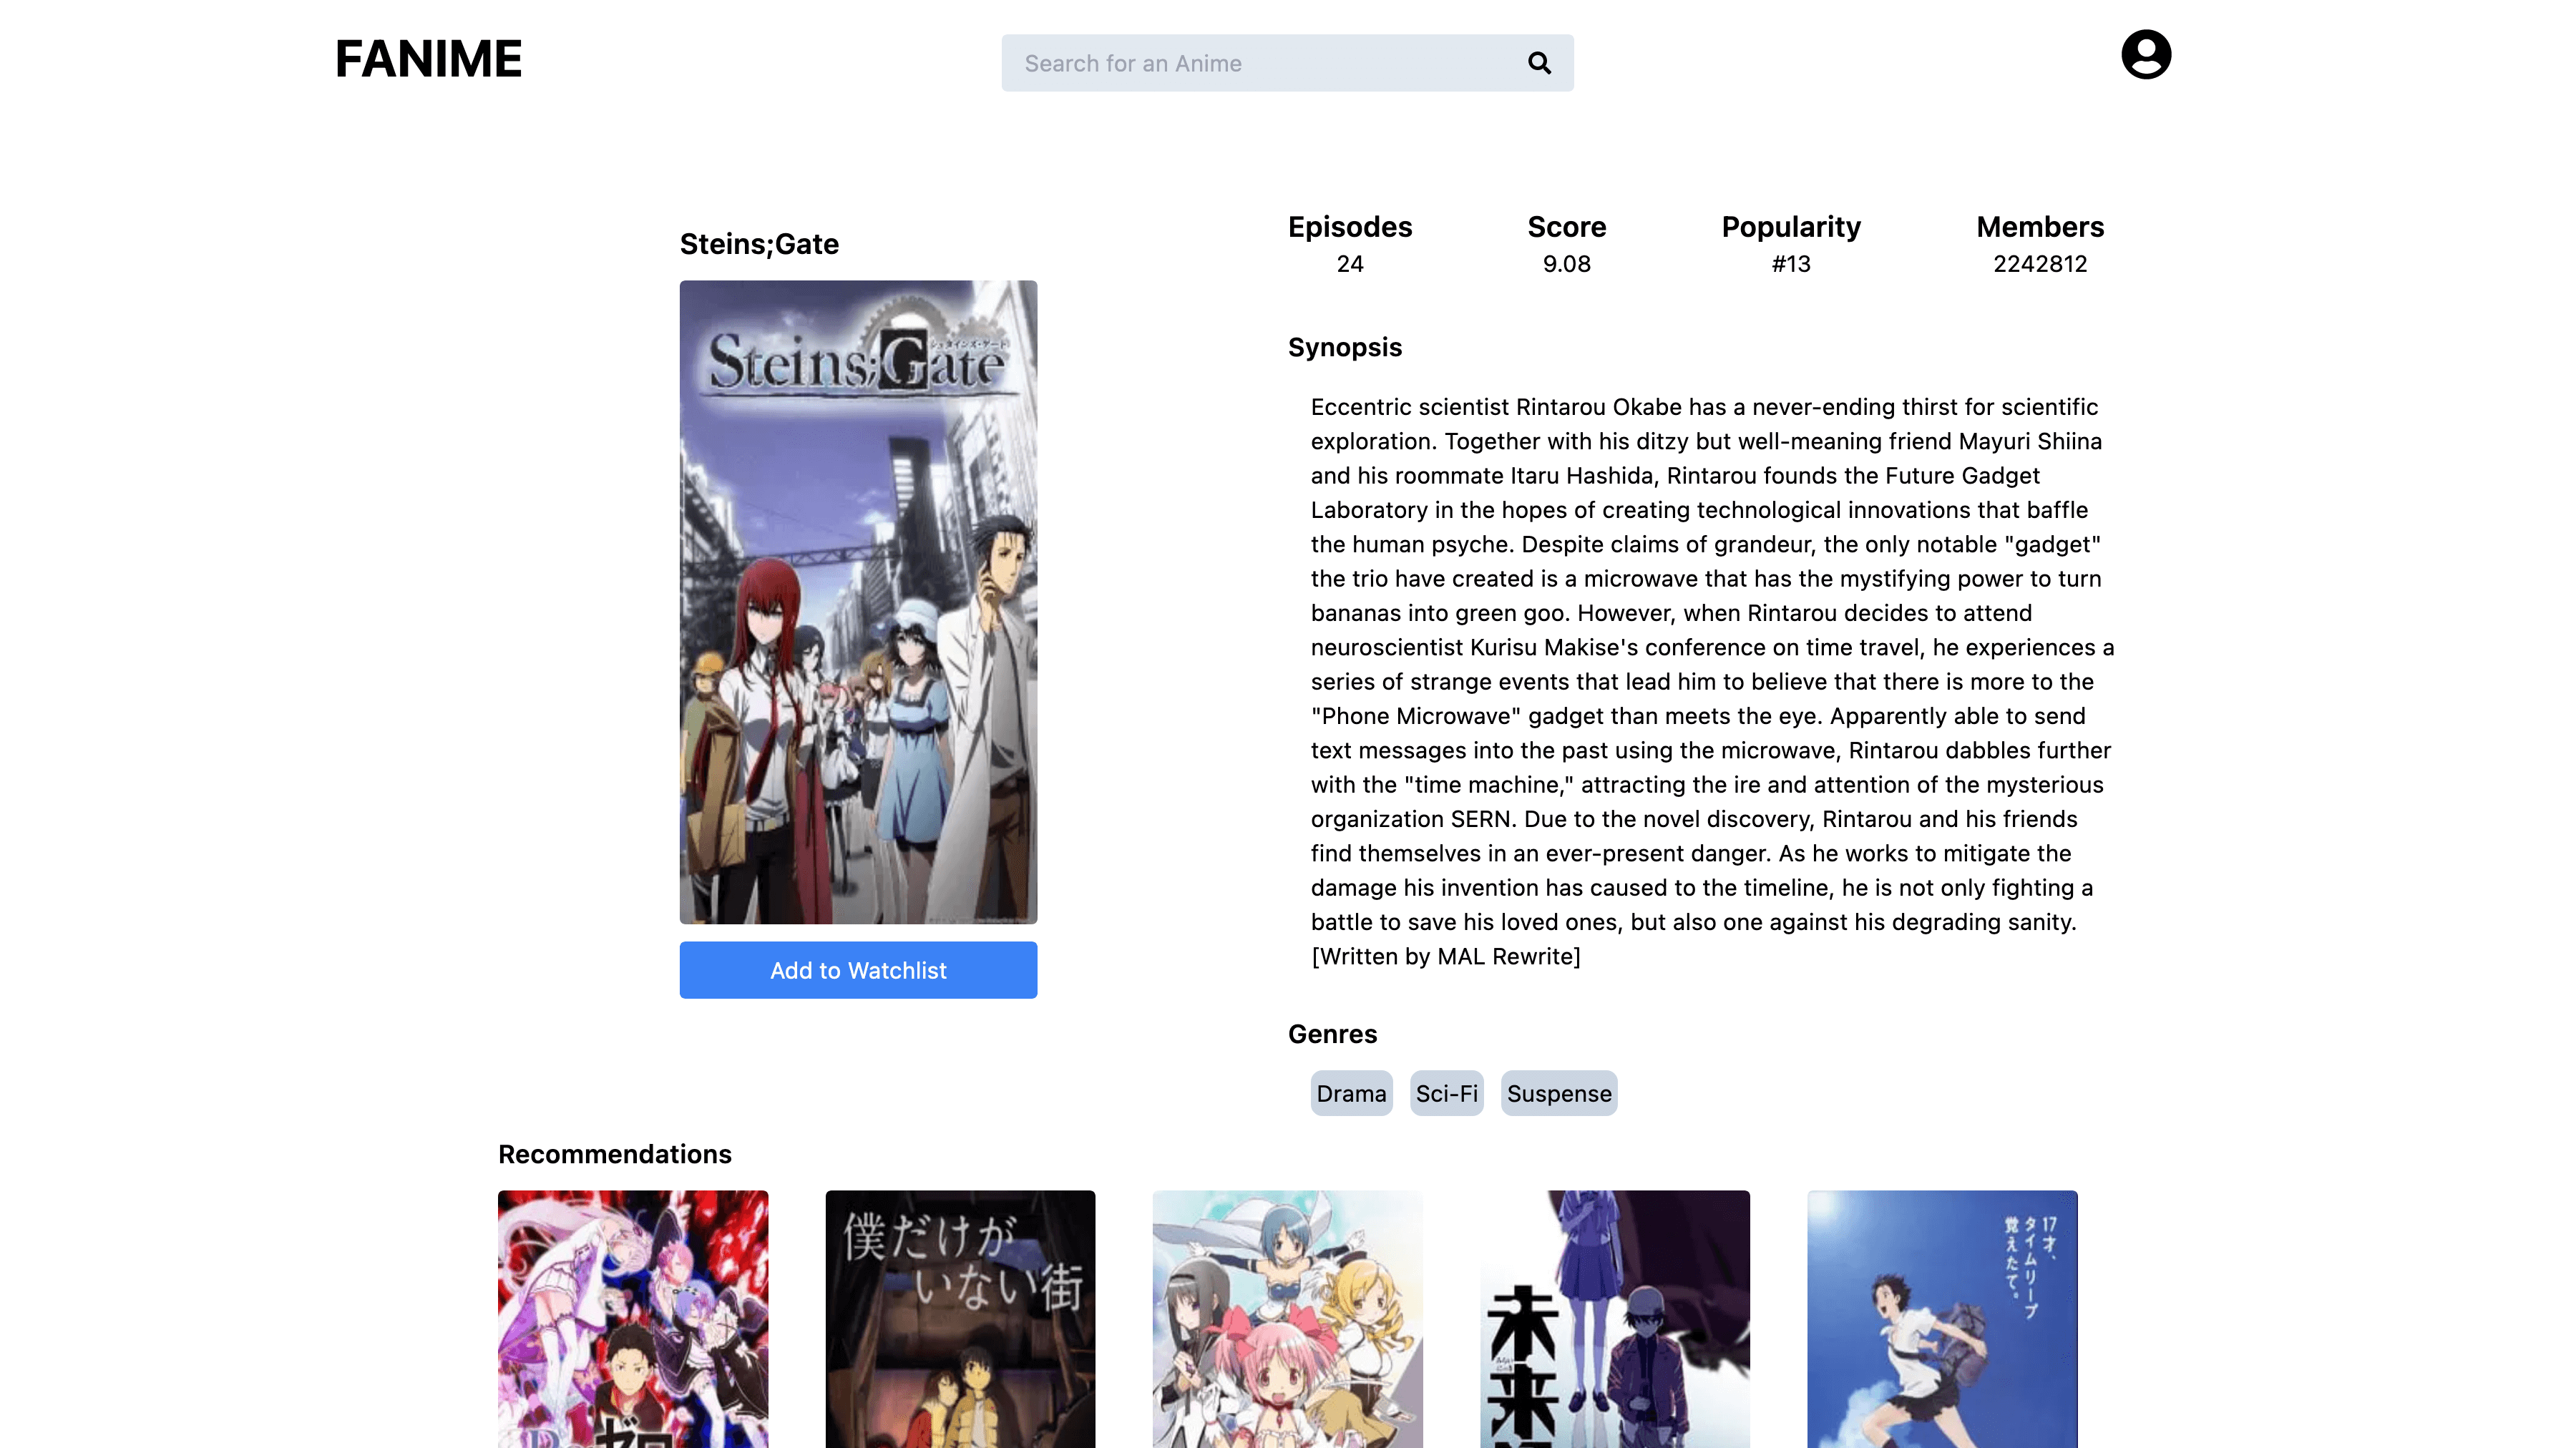 FANIME
Search for an Anime
Steins;Gate
Episodes
24
Score
9.08
Popularity
#13
Members
2242812
シュタインズ・ゲート
Steins;Gate
Add to Watchlist
Synopsis
Eccentric scientist Rintarou Okabe has a never-ending thirst for scientific
exploration. Together with his ditzy but well-meaning friend Mayuri Shiina
and his roommate Itaru Hashida, Rintarou founds the Future Gadget
Laboratory in the hopes of creating technological innovations that baffle
the human psyche. Despite claims of grandeur, the only notable "gadget"
the trio have created is a microwave that has the mystifying power to turn
bananas into green goo. However, when Rintarou decides to attend
neuroscientist Kurisu Makise's conference on time travel, he experiences a
series of strange events that lead him to believe that there is more to the
"Phone Microwave" gadget than meets the eye. Apparently able to send
text messages into the past using the microwave, Rintarou dabbles further
with the "time machine," attracting the ire and attention of the mysterious
organization SERN. Due to the novel discovery, Rintarou and his friends
find themselves in an ever-present danger. As he works to mitigate the
damage his invention has caused to the timeline, he is not only fighting a
battle to save his loved ones, but also one against his degrading sanity.
[Written by MAL Rewrite]
Genres
Drama
Sci-Fi
Suspense
Recommendations
僕だけが
いない街
未来
17才、
タイムリープ
覚えたて。